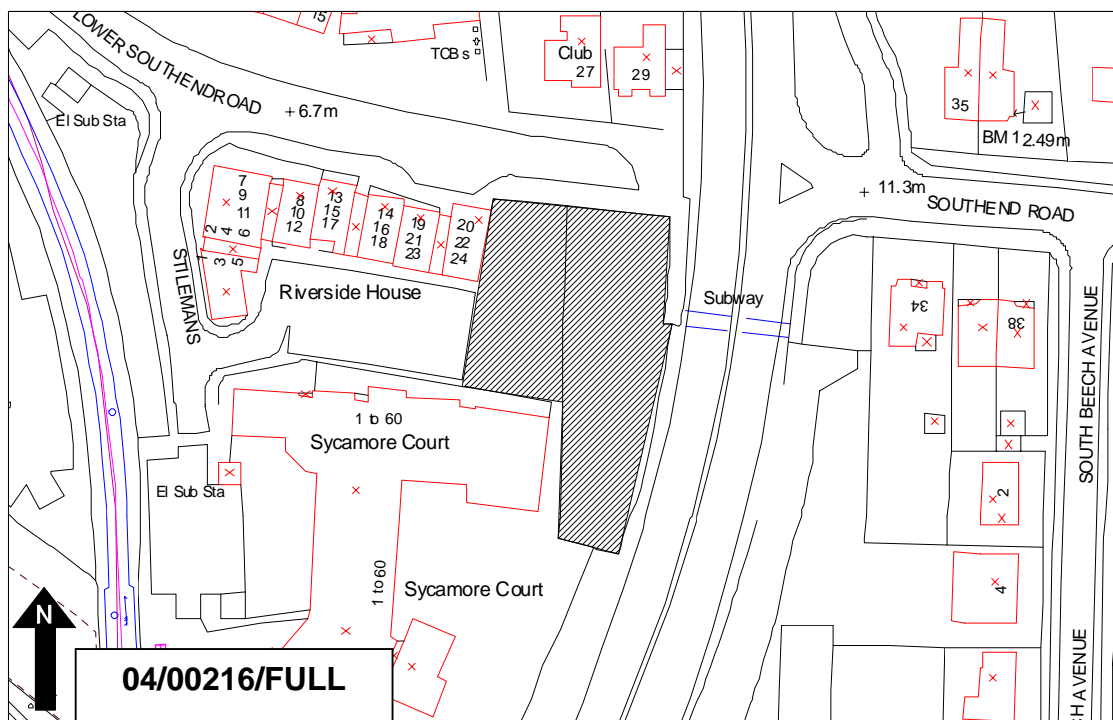 15
LOWER SOUTHEND ROAD
TCBs
Club
27
29
35
El Sub Sta
+ 6.7m
BM 12.49m
+ 11.3m
SOUTHEND ROAD
7
9
11
2 4 6
8
10
12
13
15
17
14
16
18
19
21
23
20
22
24
1 3 5
STILEMANS
Riverside House
Subway
34
38
SOUTH BEECH AVENUE
1 to 60
Sycamore Court
El Sub Sta
2
1 to 60
Sycamore Court
4
N
04/00216/FULL
H AVENUE